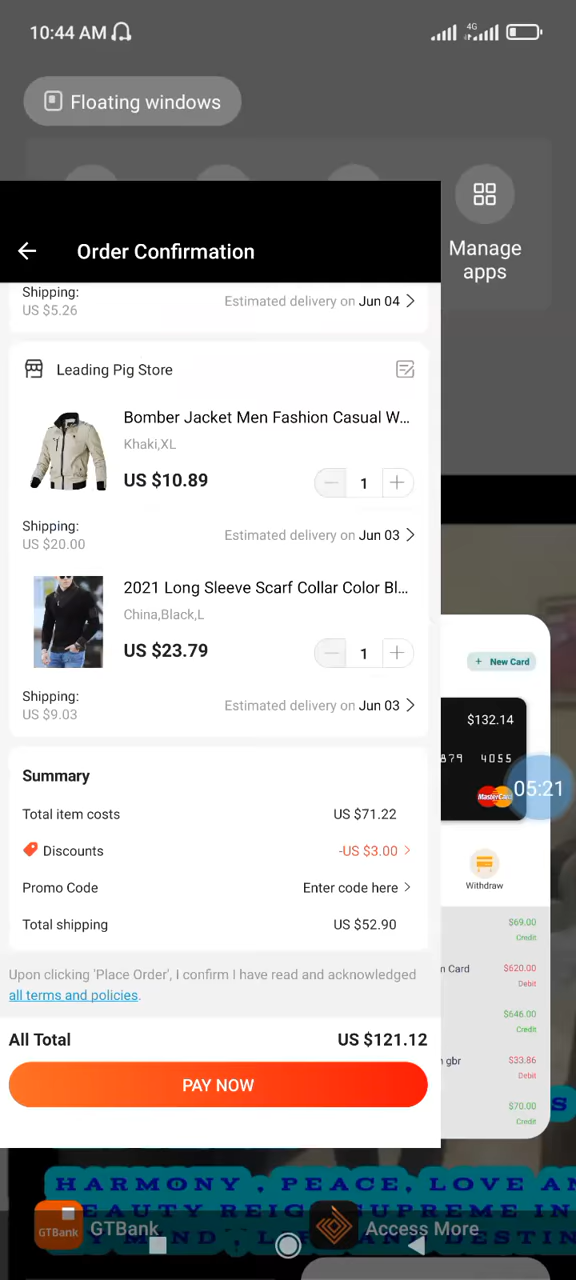 10:44 AM
4G
Floating windows
Manage
apps
Order Confirmation
Shipping:
US $5.26
Estimated delivery on Jun 04
Leading Pig Store
Bomber Jacket Men Fashion Casual W...
Khaki,XL
US $10.89
1
Shipping:
US $20.00
Estimated delivery on Jun 03
2021 Long Sleeve Scarf Collar Color Bl...
China,Black,L
US $23.79
1
Shipping:
US $9.03
Estimated delivery on Jun 03
Summary
Total item costs US $71.22
Discounts -US $3.00
Promo Code Enter code here
Total shipping US $52.90
Upon clicking 'Place Order', I confirm I have read and acknowledged
all terms and policies.
All Total US $121.12
PAY NOW
+ New Card
$132.14
879 4055
MasterCard
05:21
Withdraw
$69.00
Credit
Card $620.00
Debit
$646.00
Credit
gbr $33.86
Debit
$70.00
Credit
HARMONY , PEACE, LOVE AN
REIG SUPREME IN
GTBank
GTBank
Access More